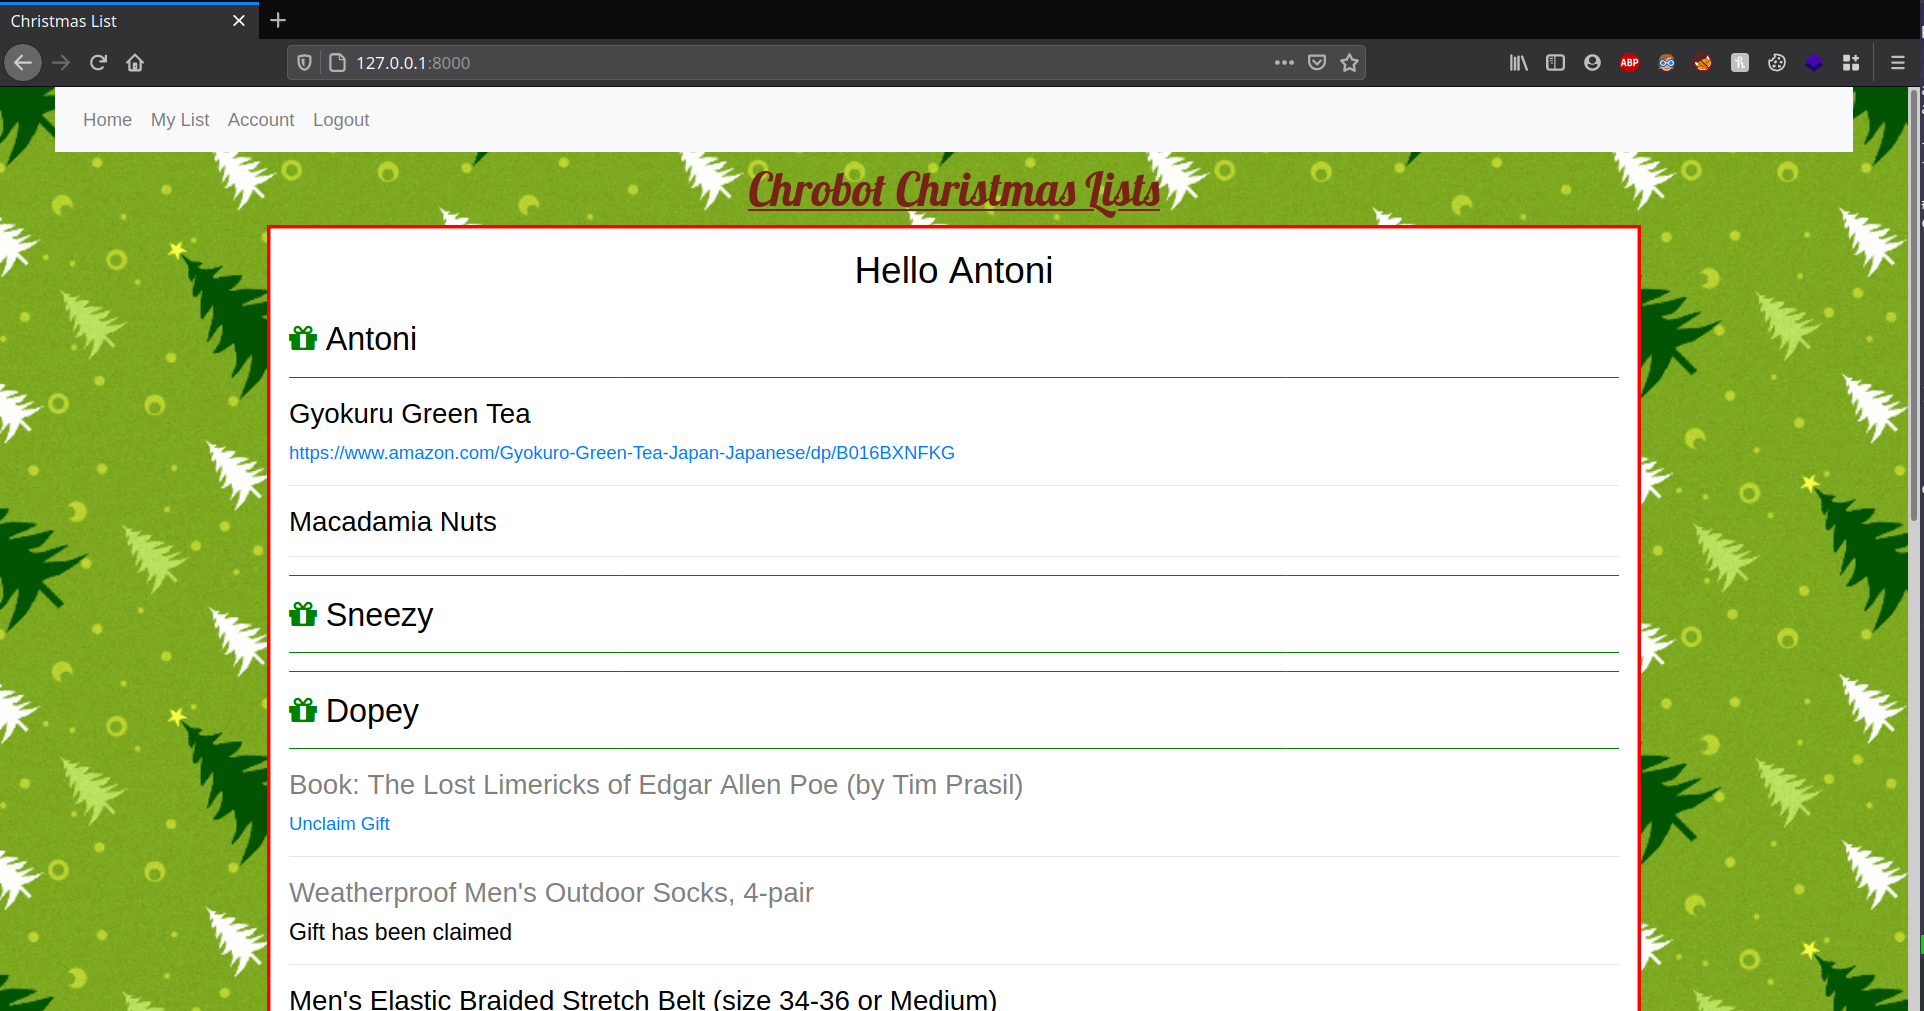 Christmas List
127.0.0.1:8000
ABP
Home My List Account Logout
Chrobot Christmas Lists
Hello Antoni
Antoni
Gyokuru Green Tea
https://www.amazon.com/Gyokuro-Green-Tea-Japan-Japanese/dp/B016BXNFKG
Macadamia Nuts
Sneezy
Dopey
Book: The Lost Limericks of Edgar Allen Poe (by Tim Prasil)
Unclaim Gift
Weatherproof Men's Outdoor Socks, 4-pair
Gift has been claimed
Men's Elastic Braided Stretch Belt (size 34-36 or Medium)